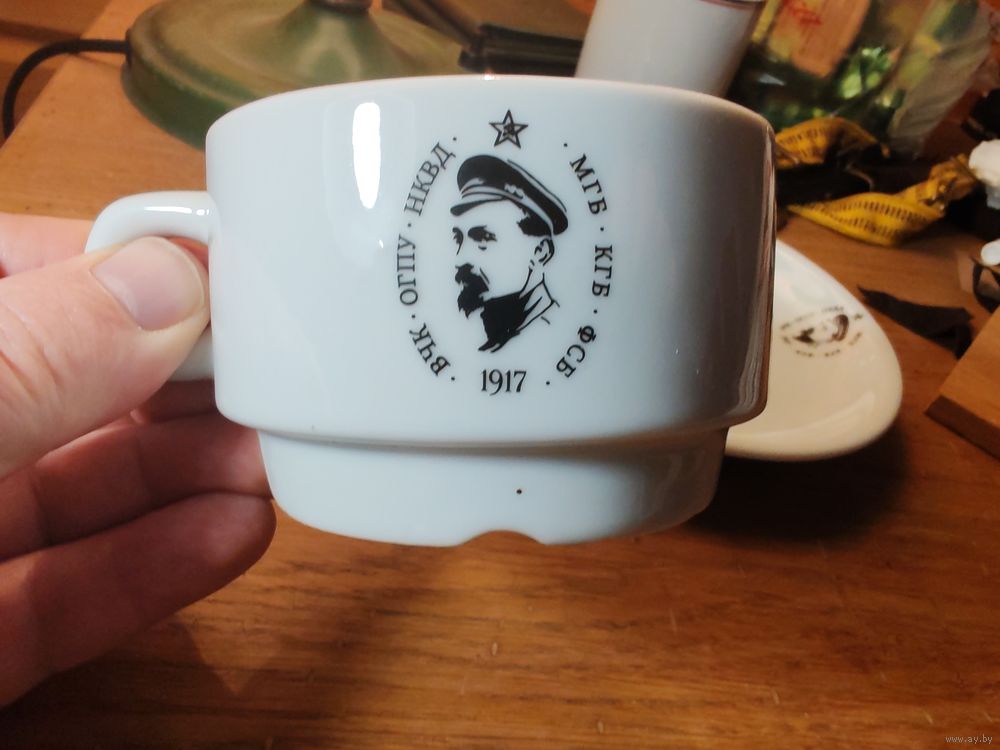 ВЧК · ОГПУ · НКВД ·
· МГБ · КГБ · ФСБ ·
1917
www.ay.by